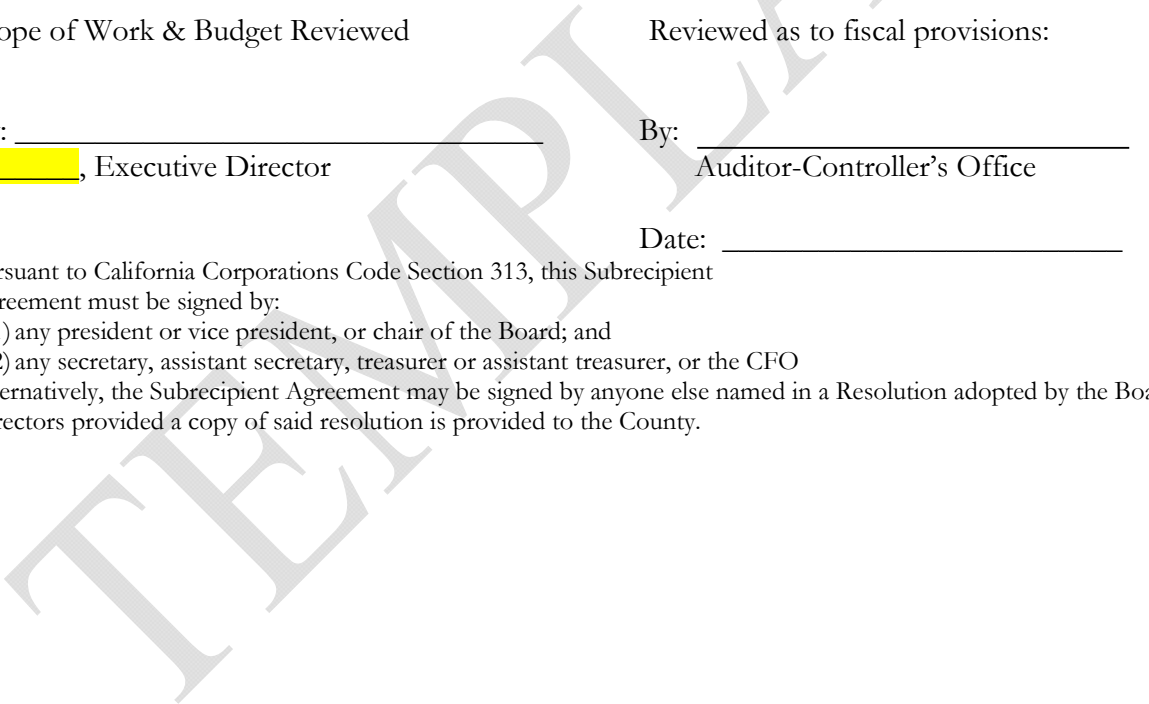 ope of Work & Budget Reviewed
Reviewed as to fiscal provisions:
: ___________________________________
By: _____________________________
, Executive Director
Auditor-Controller’s Office
Date: ___________________________
rsuant to California Corporations Code Section 313, this Subrecipient
reement must be signed by:
) any president or vice president, or chair of the Board; and
2) any secretary, assistant secretary, treasurer or assistant treasurer, or the CFO
ernatively, the Subrecipient Agreement may be signed by anyone else named in a Resolution adopted by the Boa
rectors provided a copy of said resolution is provided to the County.
TEMPLA